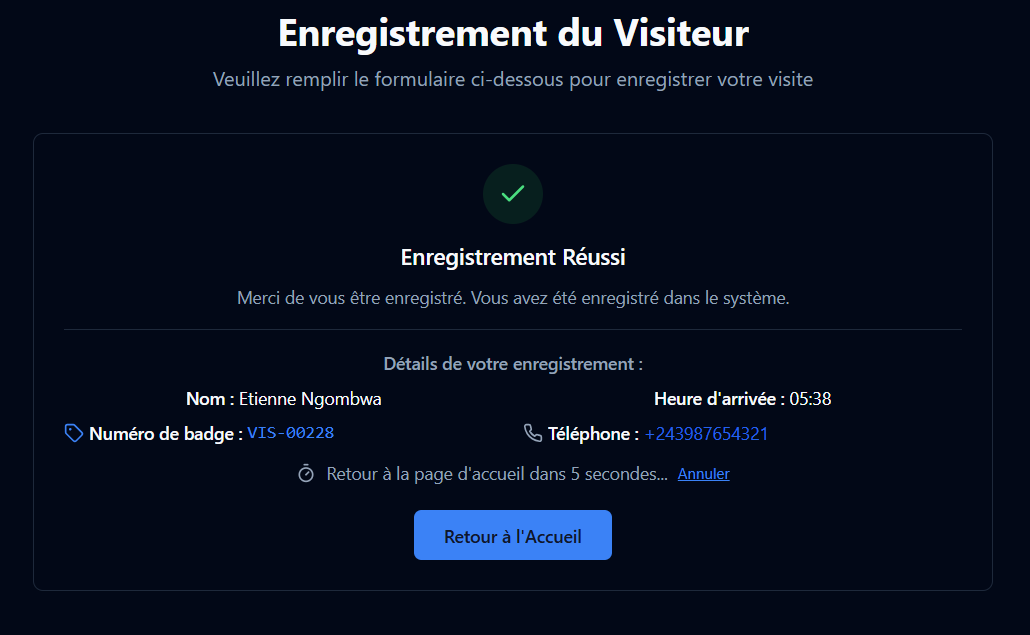 Enregistrement du Visiteur
Veuillez remplir le formulaire ci-dessous pour enregistrer votre visite
Enregistrement Réussi
Merci de vous être enregistré. Vous avez été enregistré dans le système.
Détails de votre enregistrement :
Nom : Etienne Ngombwa
Heure d'arrivée : 05:38
Numéro de badge : VIS-00228
Téléphone : +243987654321
Retour à la page d'accueil dans 5 secondes... Annuler
Retour à l'Accueil